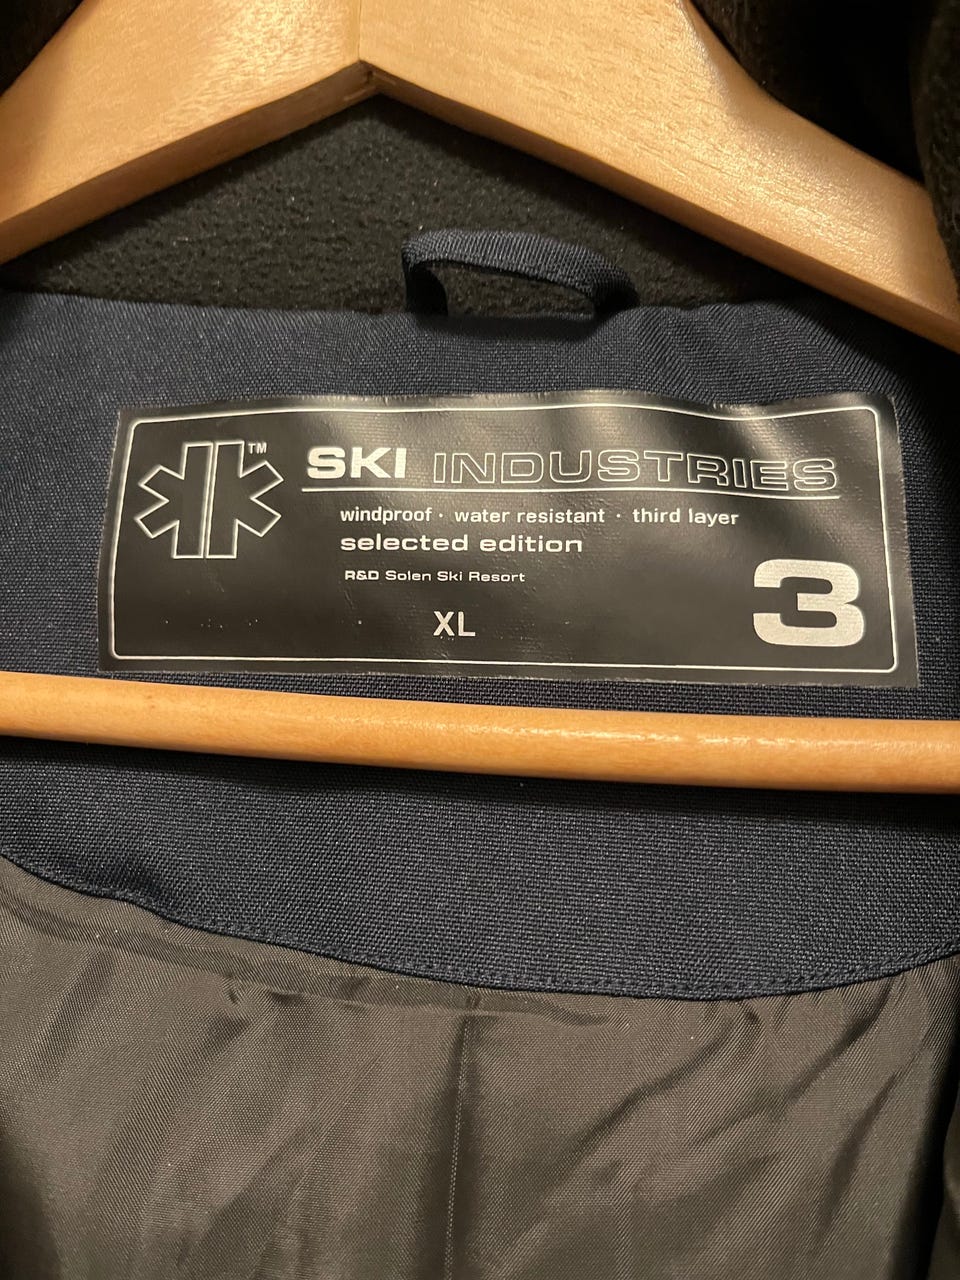 TM
SKI INDUSTRIES
windproof · water resistant · third layer
selected edition
R&D Solen Ski Resort
XL
3